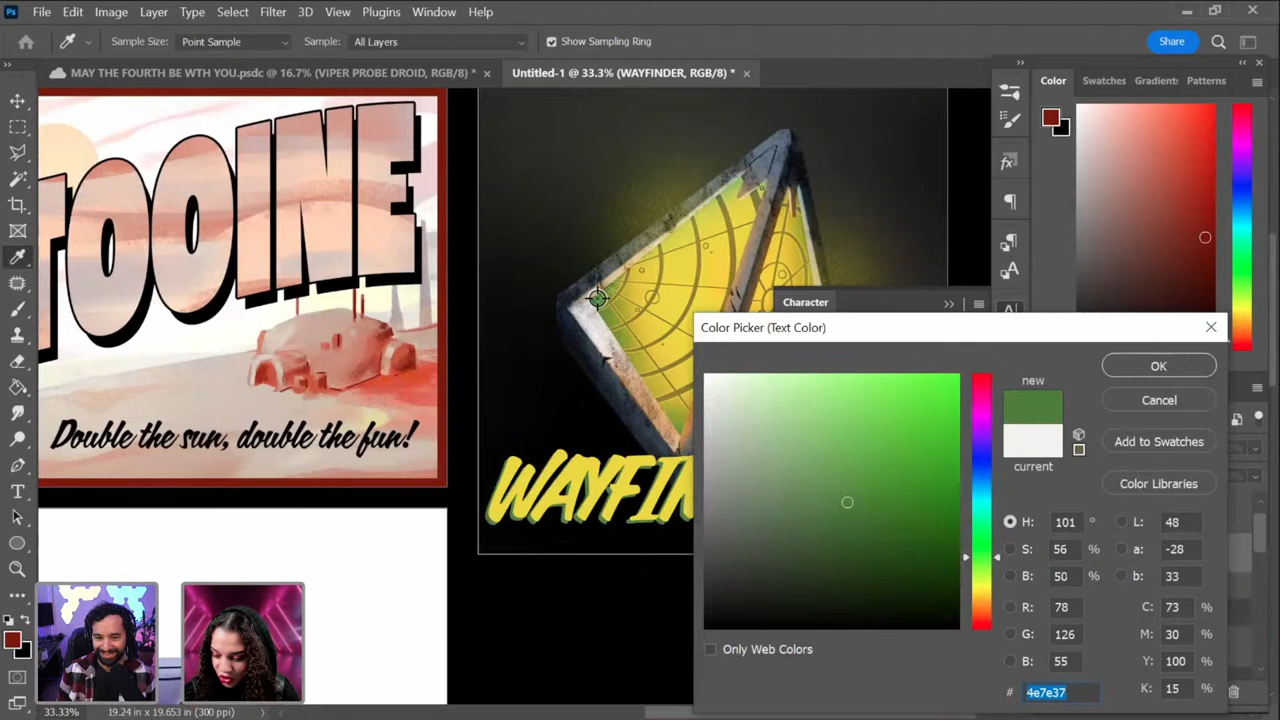 Ps File Edit Image Layer Type Select Filter 3D View Plugins Window Help
Sample Size: Point Sample Sample: All Layers Show Sampling Ring Share
MAY THE FOURTH BE WTH YOU.psdc @ 16.7% (VIPER PROBE DROID, RGB/8) * × Untitled-1 @ 33.3% (WAYFINDER, RGB/8) * ×
Color Swatches Gradients Patterns
TOOINE
Double the sun, double the fun!
WAYFIN
Character
Color Picker (Text Color)
new
current
OK
Cancel
Add to Swatches
Color Libraries
H: 101 °
S: 56 %
B: 50 %
R: 78
G: 126
B: 55
L: 48
a: -28
b: 33
C: 73 %
M: 30 %
Y: 100 %
K: 15 %
# 4e7e37
Only Web Colors
33.33% 19.24 in x 19.653 in (300 ppi)